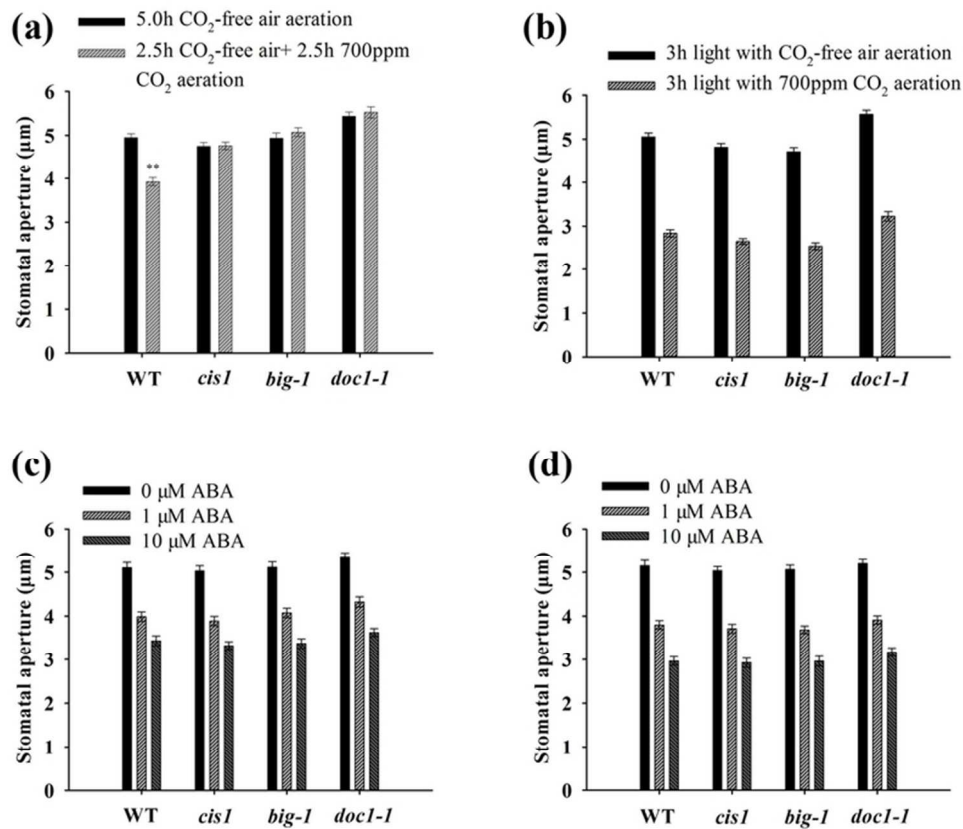 (a)
5.0h CO₂-free air aeration
2.5h CO₂-free air+ 2.5h 700ppm
CO₂ aeration
Stomatal aperture (μm)
6
5
4
3
2
1
0
**
WT cis1 big-1 doc1-1
(b)
3h light with CO₂-free air aeration
3h light with 700ppm CO₂ aeration
Stomatal aperture (μm)
6
5
4
3
2
1
0
WT cis1 big-1 doc1-1
(c)
0 μM ABA
1 μM ABA
10 μM ABA
Stomatal aperture (μm)
6
5
4
3
2
1
0
WT cis1 big-1 doc1-1
(d)
0 μM ABA
1 μM ABA
10 μM ABA
Stomatal aperture (μm)
6
5
4
3
2
1
0
WT cis1 big-1 doc1-1